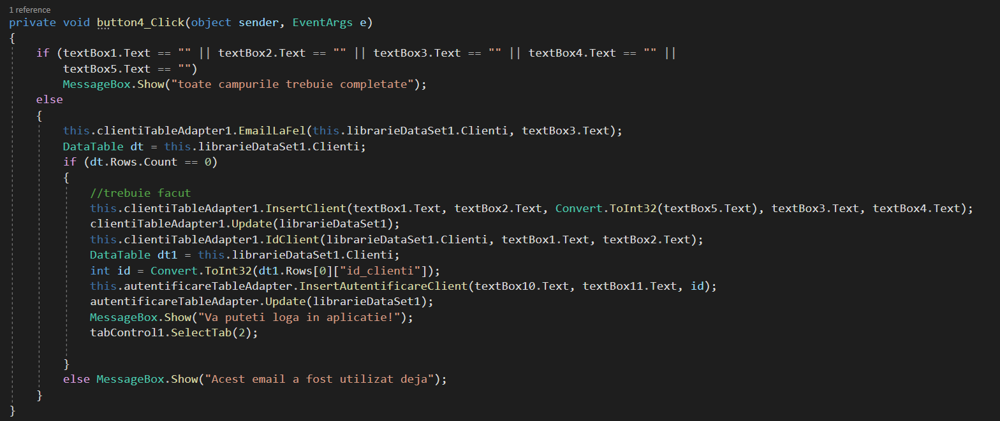 1 reference
private void button4_Click(object sender, EventArgs e)
{
if (textBox1.Text == "" || textBox2.Text == "" || textBox3.Text == "" || textBox4.Text == "" ||
textBox5.Text == "")
MessageBox.Show("toate campurile trebuie completate");
else
{
this.clientiTableAdapter1.EmailLaFel(this.librarieDataSet1.Clienti, textBox3.Text);
DataTable dt = this.librarieDataSet1.Clienti;
if (dt.Rows.Count == 0)
{
//trebuie facut
this.clientiTableAdapter1.InsertClient(textBox1.Text, textBox2.Text, Convert.ToInt32(textBox5.Text), textBox3.Text, textBox4.Text);
clientiTableAdapter1.Update(librarieDataSet1);
this.clientiTableAdapter1.IdClient(librarieDataSet1.Clienti, textBox1.Text, textBox2.Text);
DataTable dt1 = this.librarieDataSet1.Clienti;
int id = Convert.ToInt32(dt1.Rows[0]["id_clienti"]);
this.autentificareTableAdapter.InsertAutentificareClient(textBox10.Text, textBox11.Text, id);
autentificareTableAdapter.Update(librarieDataSet1);
MessageBox.Show("Va puteti loga in aplicatie!");
tabControl1.SelectTab(2);
}
else MessageBox.Show("Acest email a fost utilizat deja");
}
}